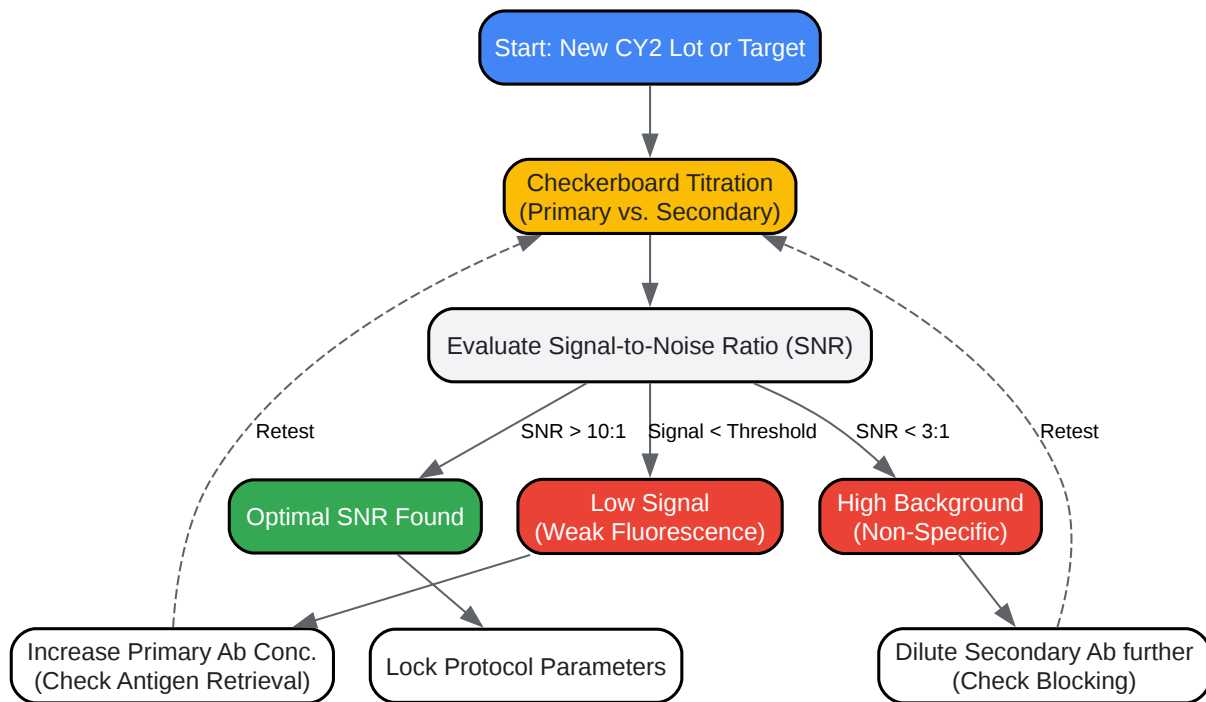 Start: New CY2 Lot or Target
Checkerboard Titration
(Primary vs. Secondary)
Evaluate Signal-to-Noise Ratio (SNR)
Retest
SNR > 10:1
Signal < Threshold
SNR < 3:1
Retest
Optimal SNR Found
Low Signal
(Weak Fluorescence)
High Background
(Non-Specific)
Increase Primary Ab Conc.
(Check Antigen Retrieval)
Lock Protocol Parameters
Dilute Secondary Ab further
(Check Blocking)